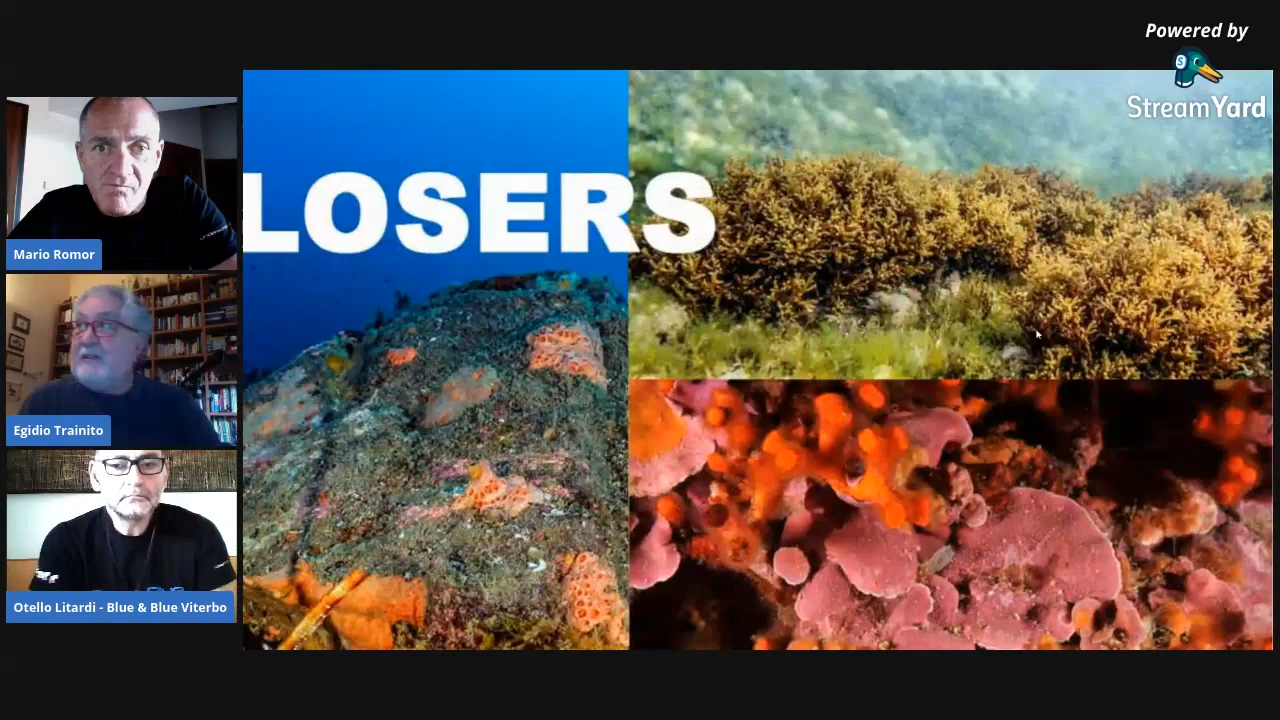 Powered by
StreamYard
LOSERS
Mario Romor
Egidio Trainito
Otello Litardi - Blue & Blue Viterbo